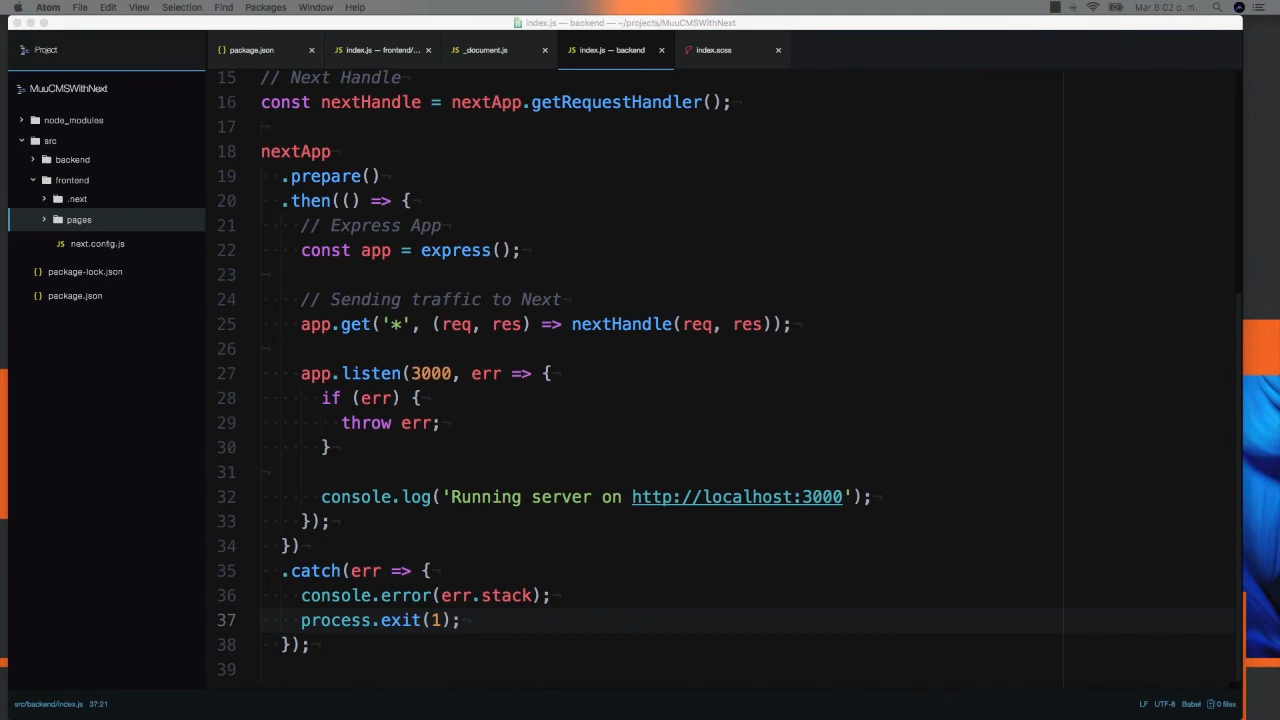 Atom File Edit View Selection Find Packages Window Help Mar 8:02 p. m.
index.js — backend — ~/projects/MuuCMSWithNext
Project
package.json × index.js — frontend/... × _document.js × index.js — backend × index.scss ×
MuuCMSWithNext
node_modules
src
backend
frontend
.next
pages
JS next.config.js
{} package-lock.json
{} package.json
15 // Next Handle¬
16 const nextHandle = nextApp.getRequestHandler();¬
17 ¬
18 nextApp¬
19 .prepare()¬
20 .then(() => {¬
21 // Express App¬
22 const app = express();¬
23 ¬
24 // Sending traffic to Next¬
25 app.get('*', (req, res) => nextHandle(req, res));¬
26 ¬
27 app.listen(3000, err => {¬
28 if (err) {¬
29 throw err;¬
30 }¬
31 ¬
32 console.log('Running server on http://localhost:3000');¬
33 });¬
34 })¬
35 .catch(err => {¬
36 console.error(err.stack);¬
37 process.exit(1);¬
38 });¬
39
src/backend/index.js 37:21 LF UTF-8 Babel 0 files